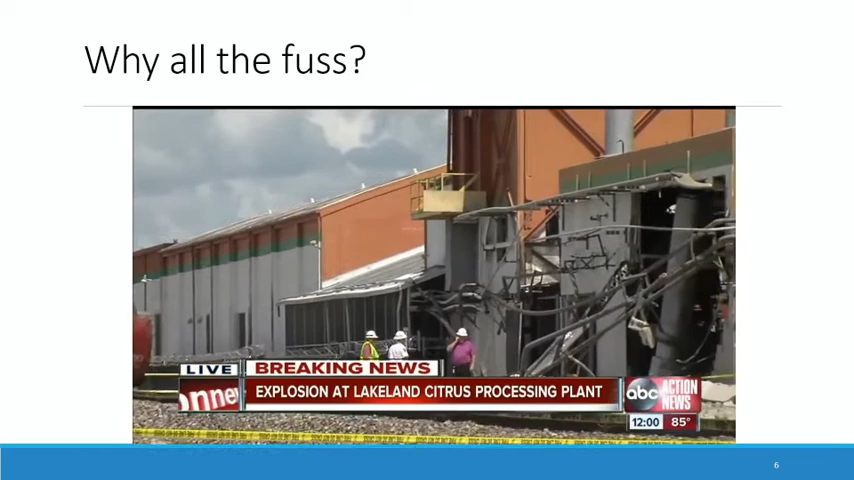 Why all the fuss?
LIVE
BREAKING NEWS
onne
EXPLOSION AT LAKELAND CITRUS PROCESSING PLANT
abc ACTION NEWS
12:00 85°
6